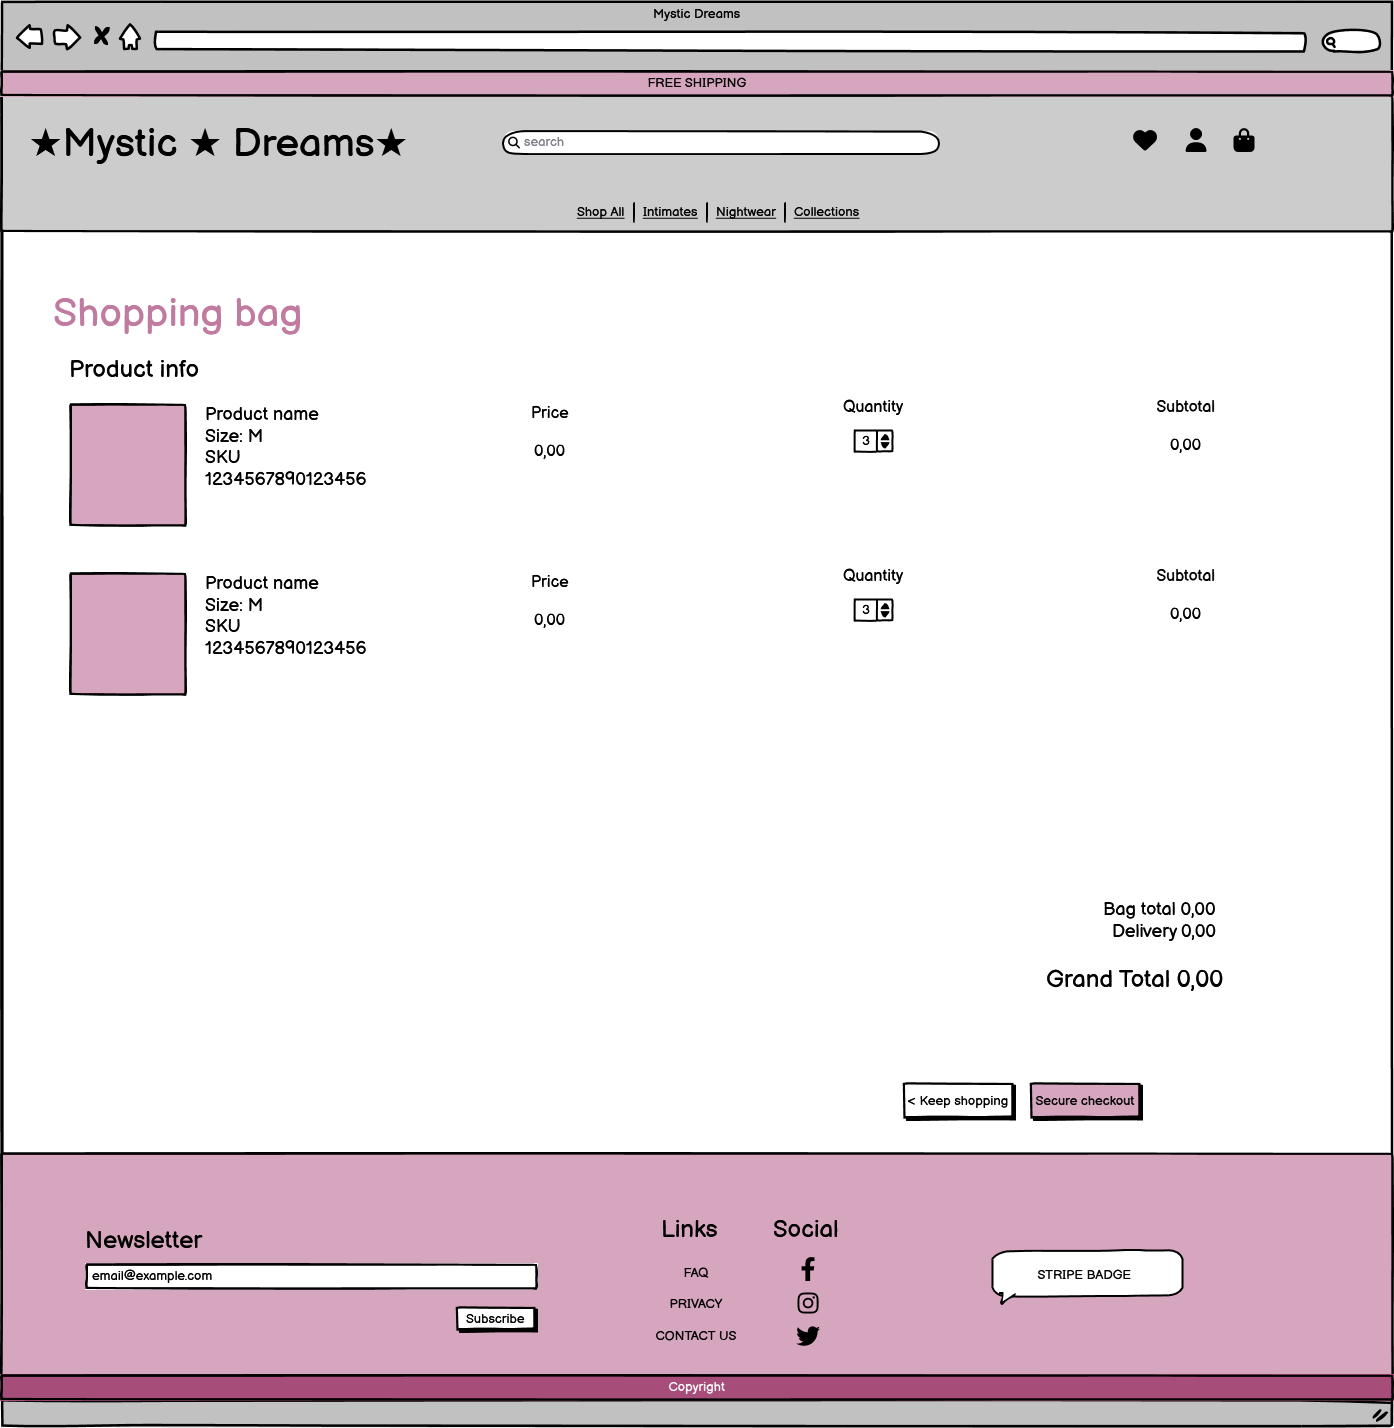 Mystic Dreams
FREE SHIPPING
★Mystic ★ Dreams★
search
Shop All | Intimates | Nightwear | Collections
Shopping bag
Product info
Product name
Size: M
SKU
1234567890123456
Price
0,00
Quantity
3
Subtotal
0,00
Product name
Size: M
SKU
1234567890123456
Price
0,00
Quantity
3
Subtotal
0,00
Bag total 0,00
Delivery 0,00
Grand Total 0,00
< Keep shopping
Secure checkout
Newsletter
email@example.com
Subscribe
Links
FAQ
PRIVACY
CONTACT US
Social
STRIPE BADGE
Copyright